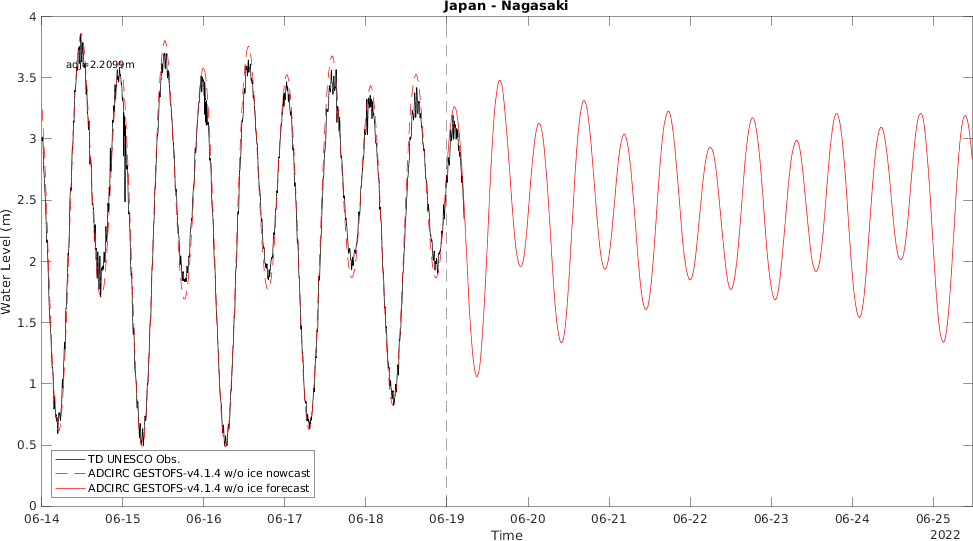 Japan - Nagasaki
4
3.5
3
2.5
2
1.5
1
0.5
0
Water Level (m)
adj=2.2099m
TD UNESCO Obs.
ADCIRC GESTOFS-v4.1.4 w/o ice nowcast
ADCIRC GESTOFS-v4.1.4 w/o ice forecast
06-14 06-15 06-16 06-17 06-18 06-19 06-20 06-21 06-22 06-23 06-24 06-25
2022
Time